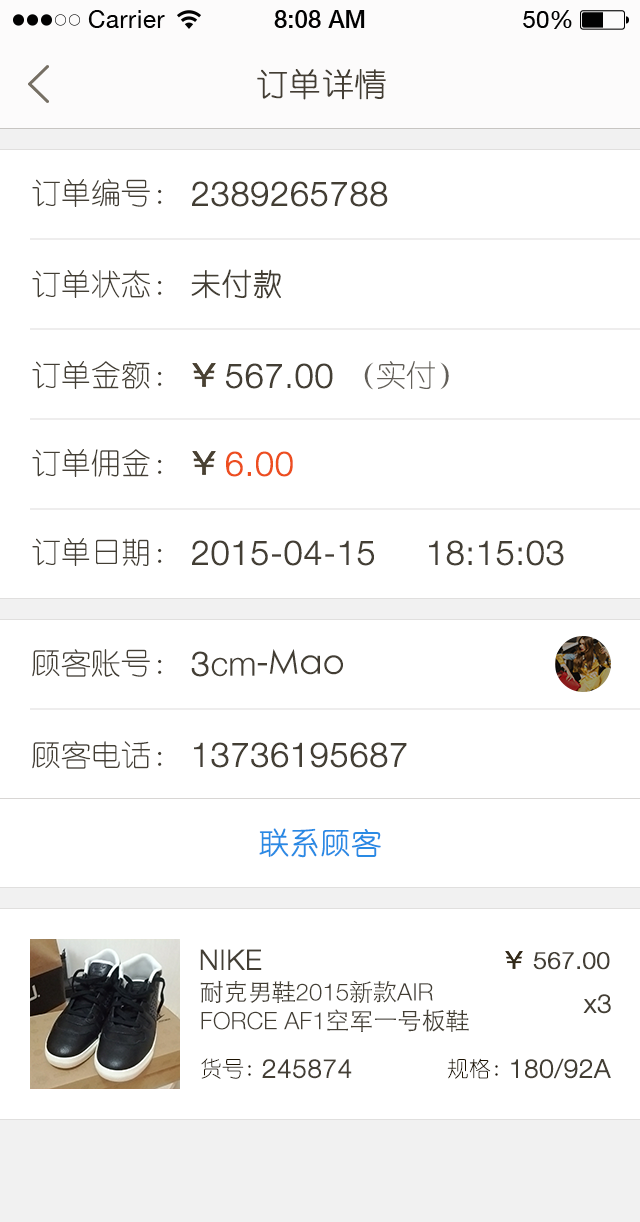 Carrier 8:08 AM 50%
订单详情
订单编号: 2389265788
订单状态: 未付款
订单金额: ¥ 567.00 (实付)
订单佣金: ¥ 6.00
订单日期: 2015-04-15 18:15:03
顾客账号: 3cm-Mao
顾客电话: 13736195687
联系顾客
NIKE ¥ 567.00
耐克男鞋2015新款AIR
FORCE AF1空军一号板鞋
x3
货号: 245874 规格: 180/92A